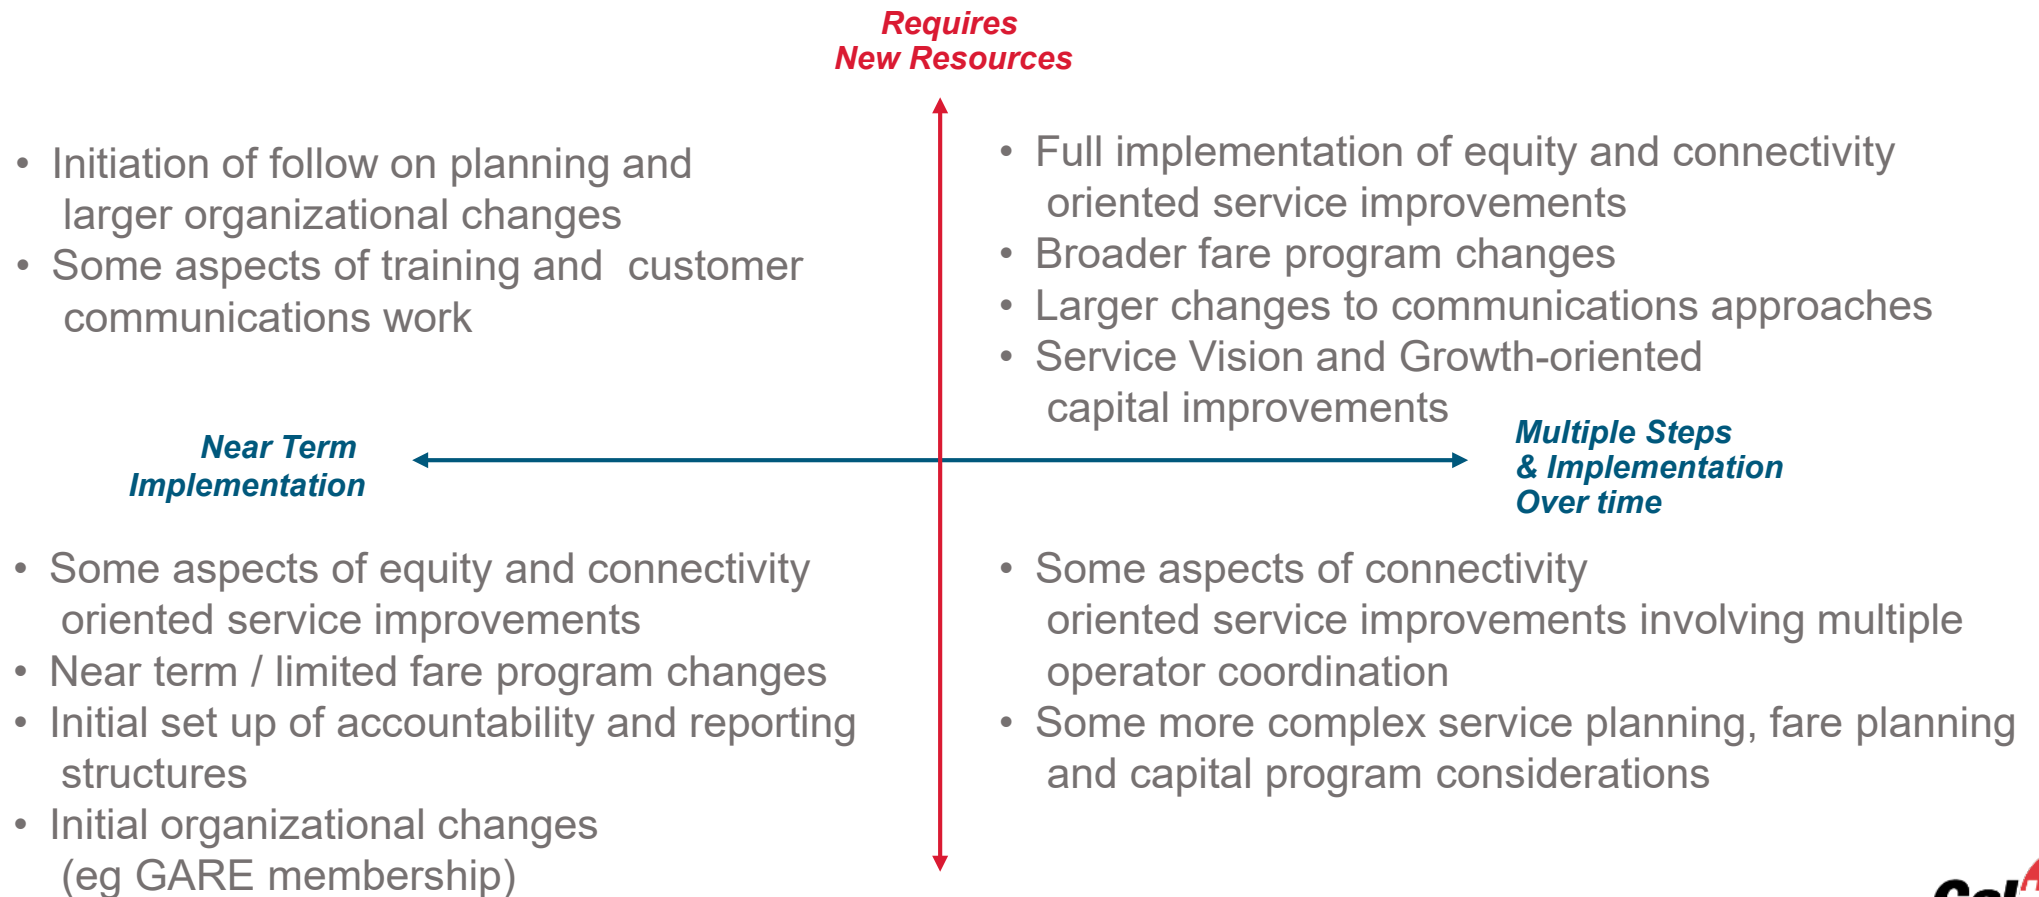 Requires
New Resources
• Initiation of follow on planning and
larger organizational changes
• Some aspects of training and  customer
communications work
• Full implementation of equity and connectivity
oriented service improvements
• Broader fare program changes
• Larger changes to communications approaches
• Service Vision and Growth-oriented
capital improvements
Near Term
Implementation
Multiple Steps
& Implementation
Over time
• Some aspects of equity and connectivity
oriented service improvements
• Near term / limited fare program changes
• Initial set up of accountability and reporting
structures
• Initial organizational changes
(eg GARE membership)
• Some aspects of connectivity
oriented service improvements involving multiple
operator coordination
• Some more complex service planning, fare planning
and capital program considerations